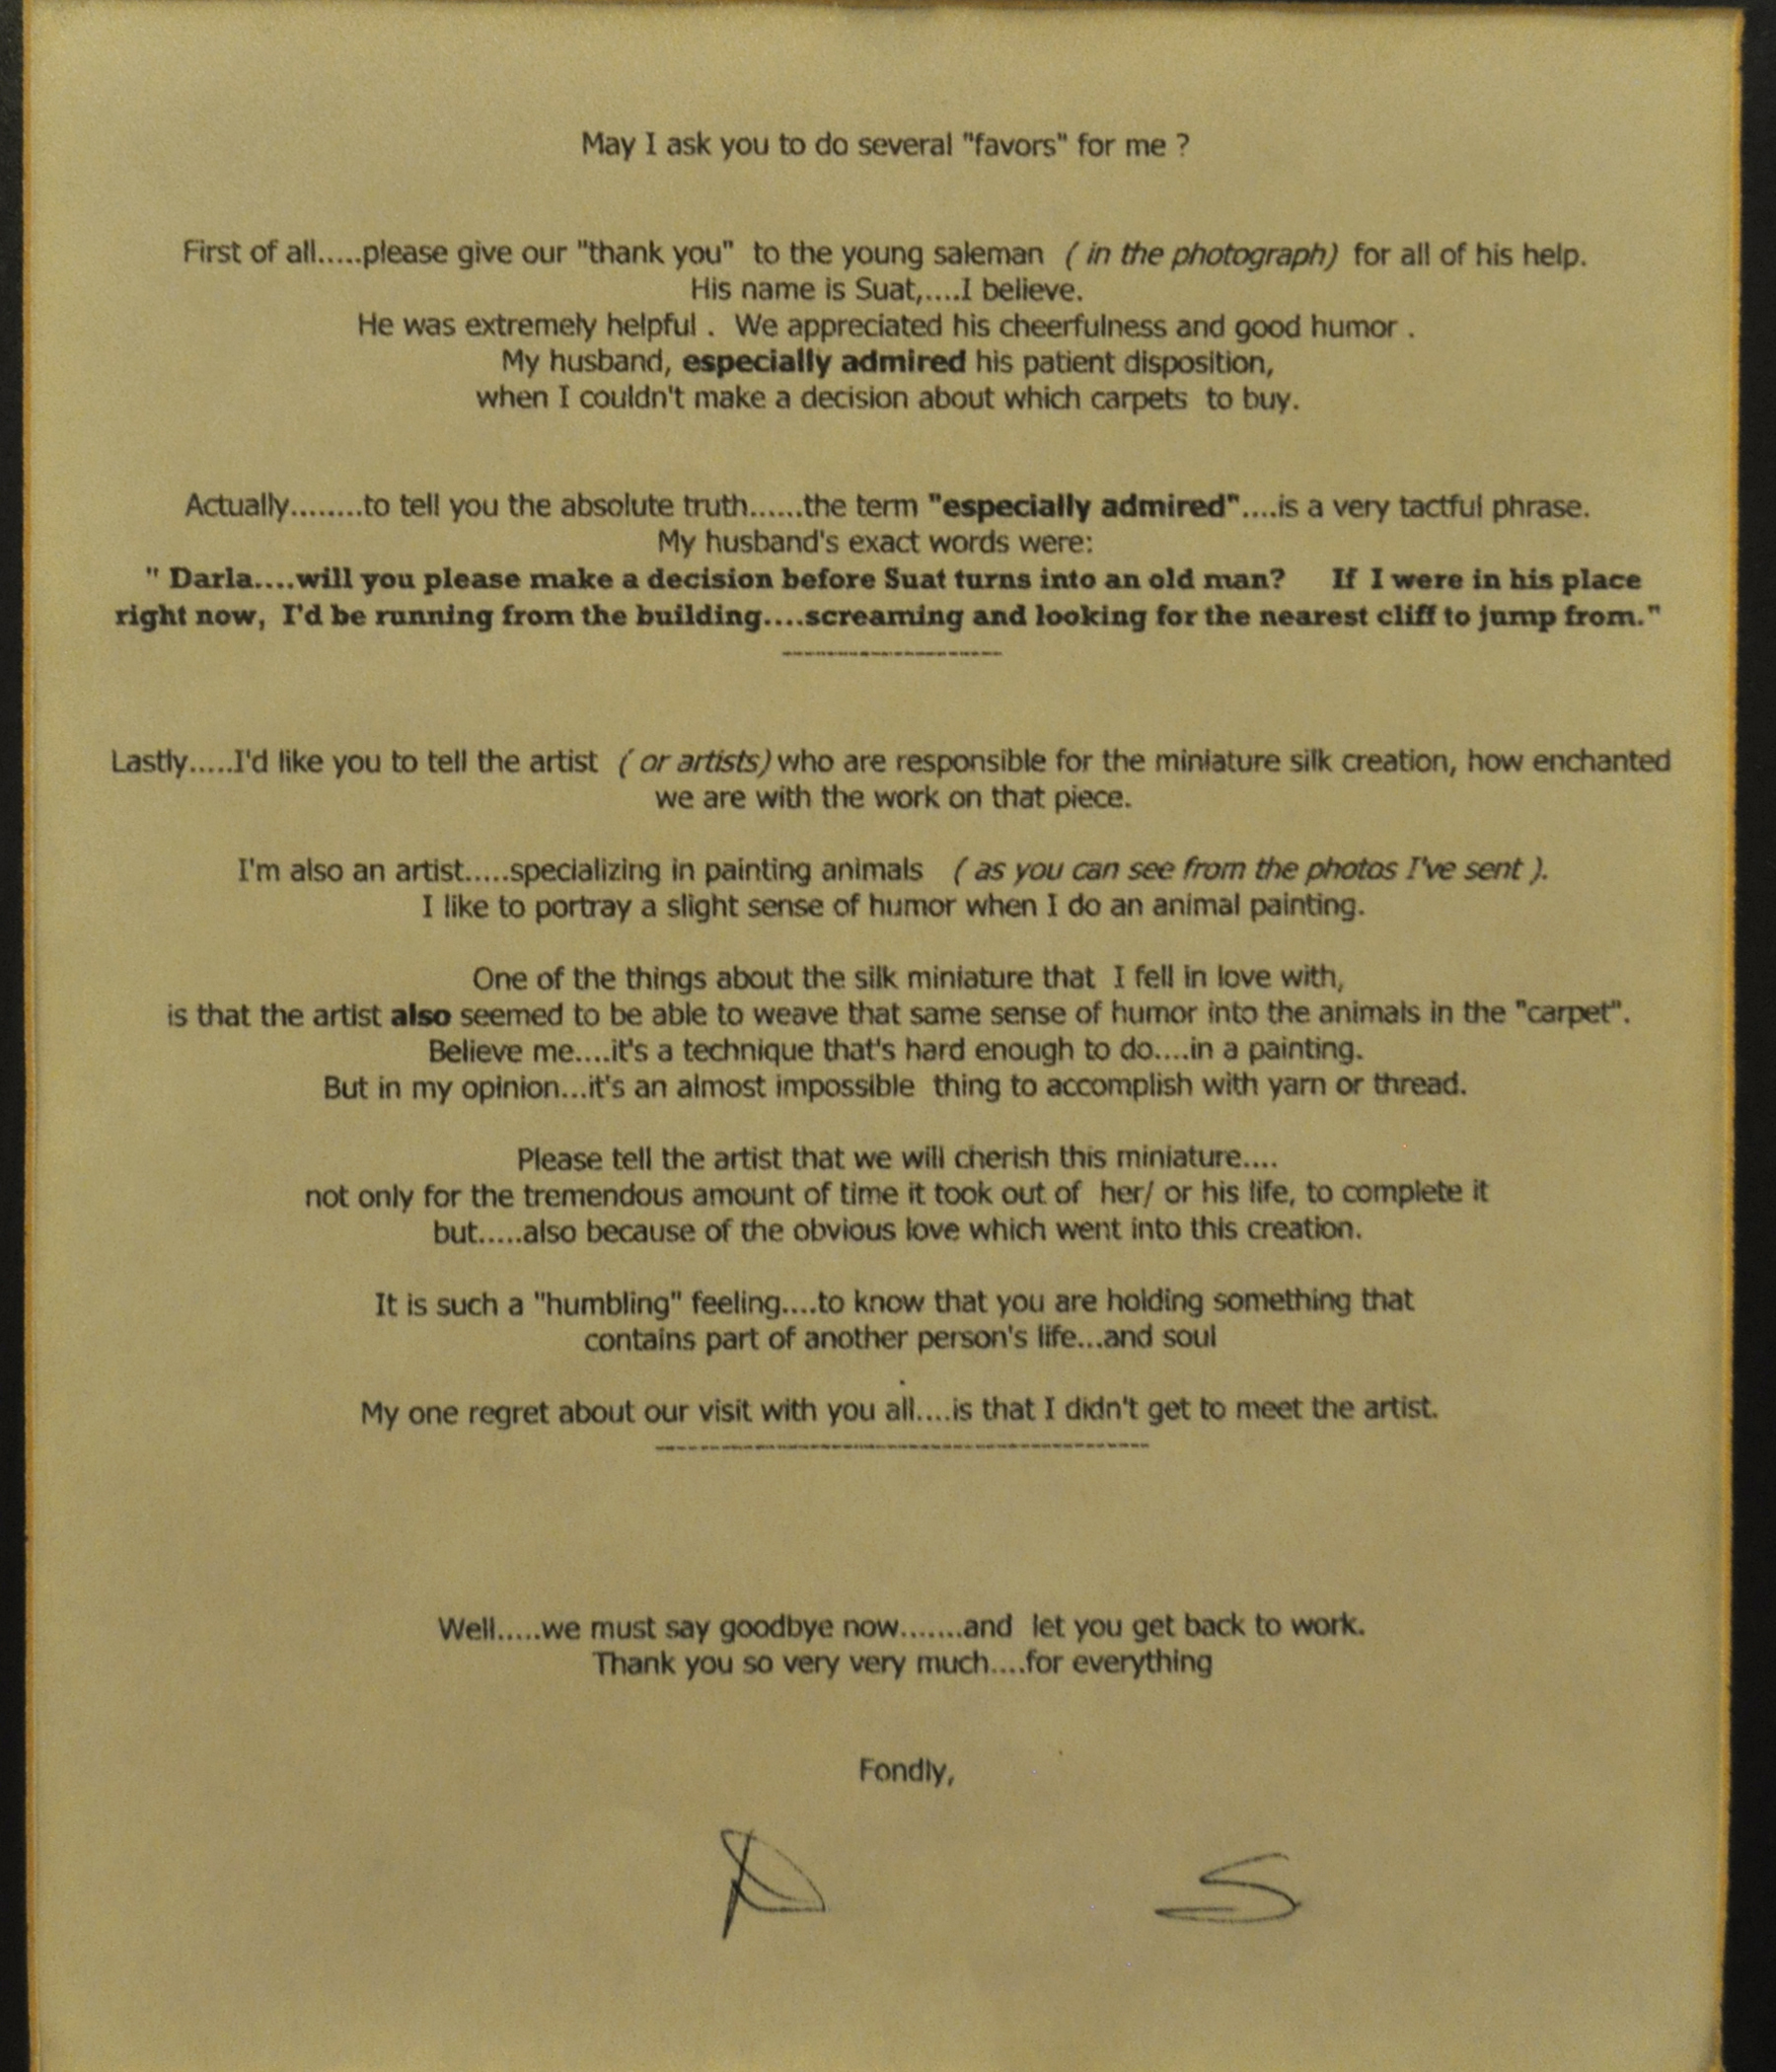 May I ask you to do several "favors" for me ?
First of all.....please give our "thank you"  to the young saleman  ( in the photograph)  for all of his help.
His name is Suat,....I believe.
He was extremely helpful .  We appreciated his cheerfulness and good humor .
My husband, especially admired his patient disposition,
when I couldn't make a decision about which carpets  to buy.
Actually........to tell you the absolute truth......the term "especially admired"....is a very tactful phrase.
My husband's exact words were:
" Darla....will you please make a decision before Suat turns into an old man?    If I were in his place
right now,  I'd be running from the building....screaming and looking for the nearest cliff to jump from."
--------------------
Lastly.....I'd like you to tell the artist  ( or artists) who are responsible for the miniature silk creation, how enchanted
we are with the work on that piece.
I'm also an artist.....specializing in painting animals   ( as you can see from the photos I've sent ).
I like to portray a slight sense of humor when I do an animal painting.
One of the things about the silk miniature that  I fell in love with,
is that the artist also seemed to be able to weave that same sense of humor into the animals in the "carpet".
Believe me....it's a technique that's hard enough to do....in a painting.
But in my opinion...it's an almost impossible  thing to accomplish with yarn or thread.
Please tell the artist that we will cherish this miniature....
not only for the tremendous amount of time it took out of  her/ or his life, to complete it
but.....also because of the obvious love which went into this creation.
It is such a "humbling" feeling....to know that you are holding something that
contains part of another person's life...and soul
.
My one regret about our visit with you all....is that I didn't get to meet the artist.
---------------------------------------------
Well.....we must say goodbye now.......and  let you get back to work.
Thank you so very very much....for everything
Fondly,
D S